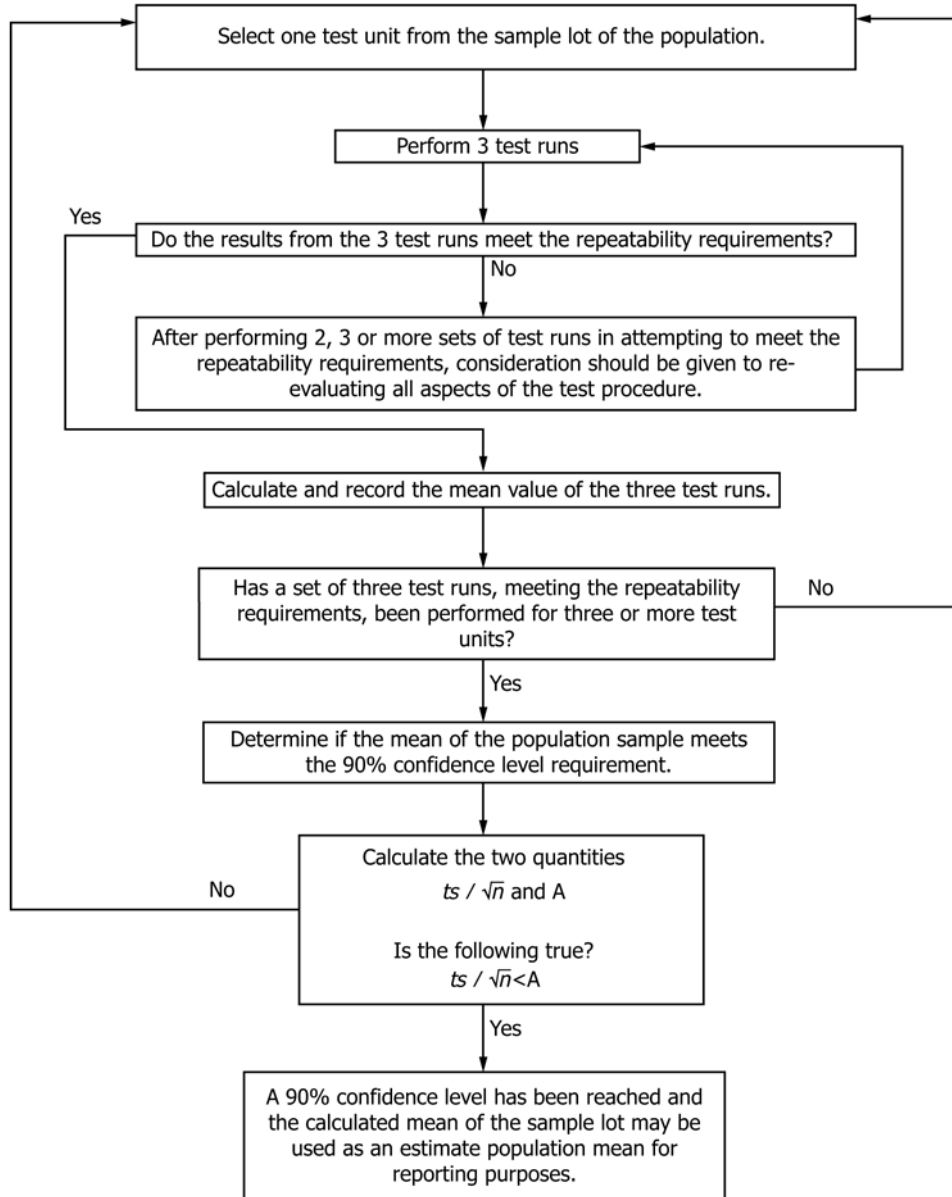 Select one test unit from the sample lot of the population.
Perform 3 test runs
Yes
Do the results from the 3 test runs meet the repeatability requirements?
No
After performing 2, 3 or more sets of test runs in attempting to meet the
repeatability requirements, consideration should be given to re-
evaluating all aspects of the test procedure.
Calculate and record the mean value of the three test runs.
Has a set of three test runs, meeting the repeatability
requirements, been performed for three or more test
units?
No
Yes
Determine if the mean of the population sample meets
the 90% confidence level requirement.
Calculate the two quantities
ts / √n and A
No
Is the following true?
ts / √n<A
Yes
A 90% confidence level has been reached and
the calculated mean of the sample lot may be
used as an estimate population mean for
reporting purposes.